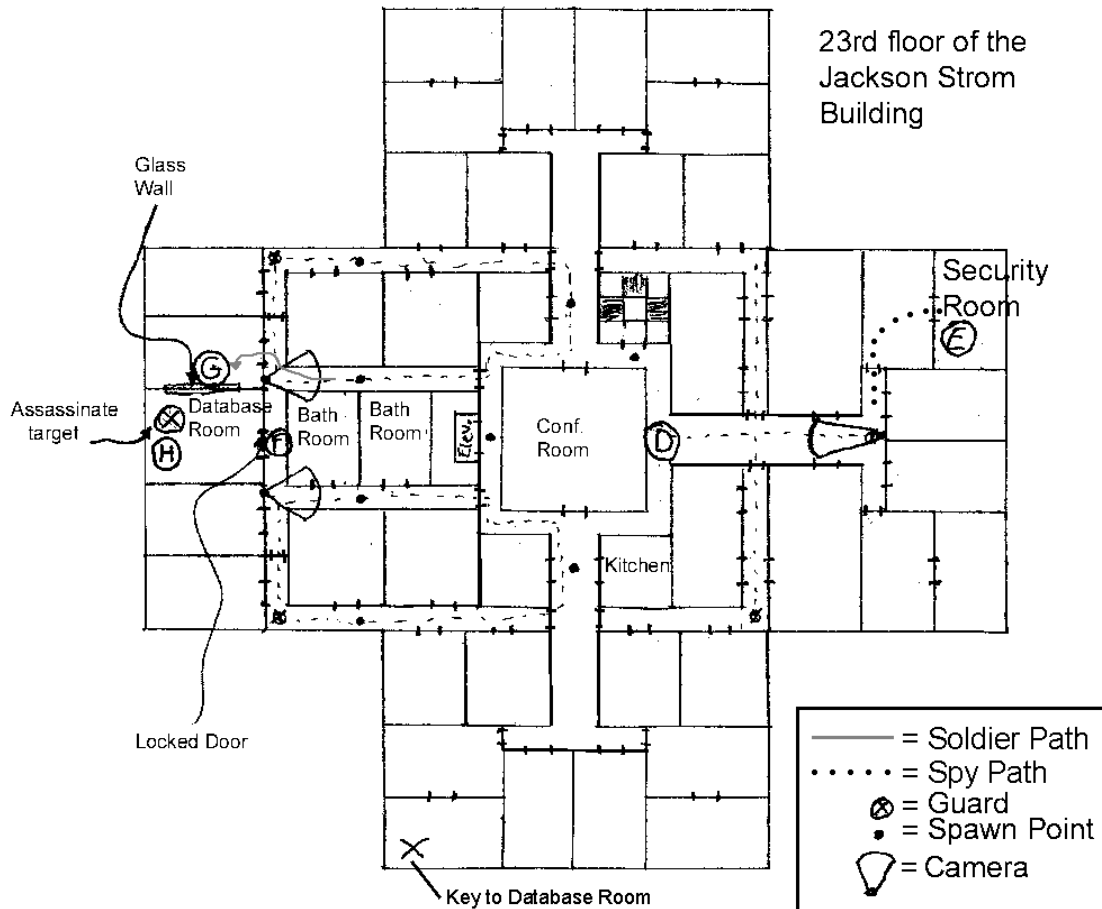 23rd floor of the
Jackson Strom
Building
Glass
Wall
Security
Room
E
G
Assassinate
target
Database
Room
H
F
Bath
Room
Bath
Room
Elev.
Conf.
Room
D
Kitchen
Locked Door
Key to Database Room
= Soldier Path
= Spy Path
= Guard
= Spawn Point
= Camera